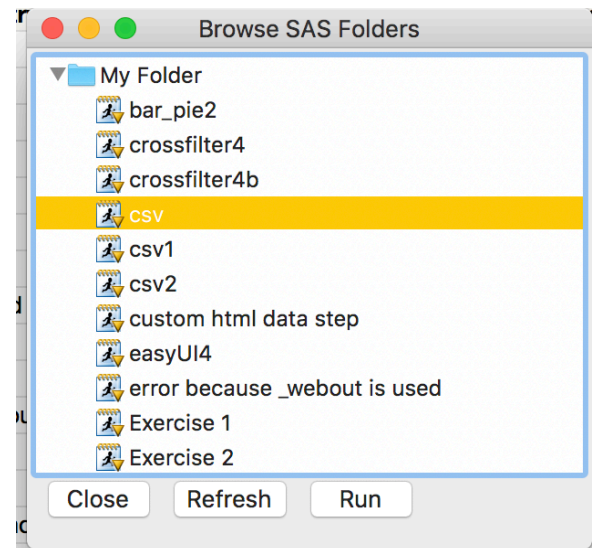 Browse SAS Folders
My Folder
bar_pie2
crossfilter4
crossfilter4b
csv
csv1
csv2
custom html data step
easyUI4
error because _webout is used
Exercise 1
Exercise 2
Close Refresh Run